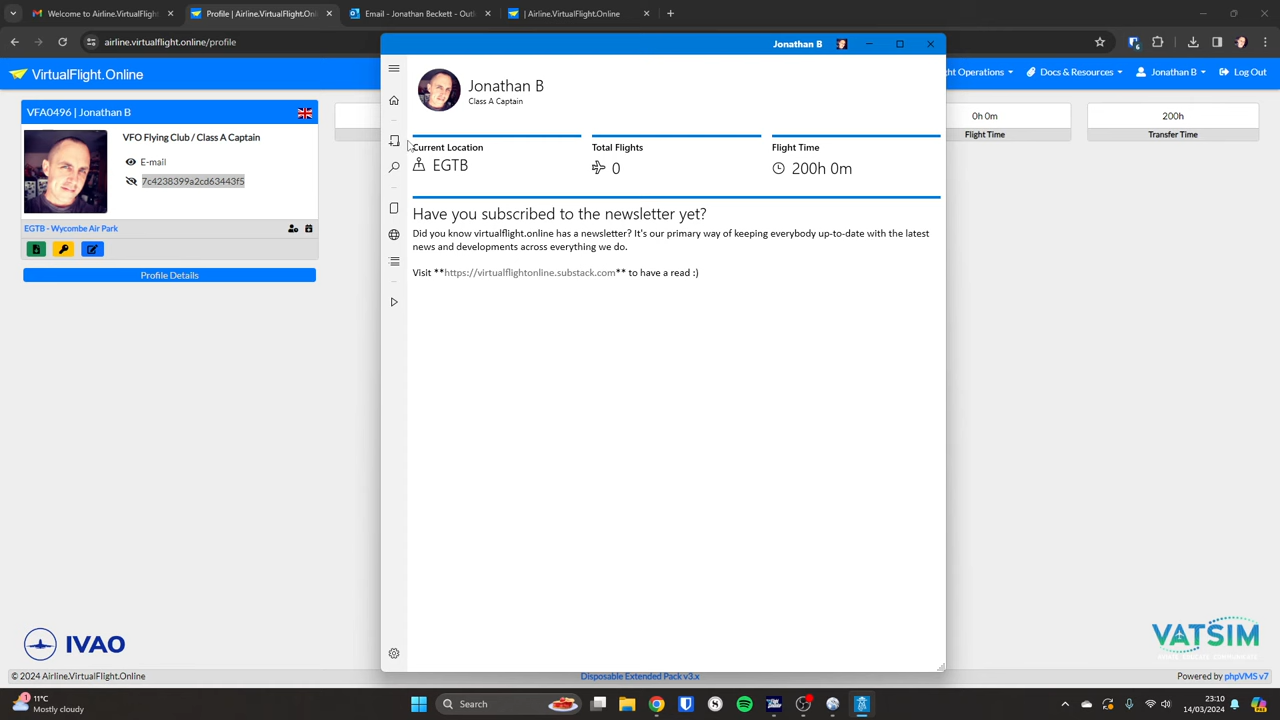 Welcome to Airline.VirtualFl
Profile | Airline.VirtualFlight.On
Email - Jonathan Beckett - Outl
Airline.VirtualFlight.Online
airline.virtualflight.online/profile
Jonathan B
VirtualFlight.Online
ht Operations
Docs & Resources
Jonathan B
Log Out
VFA0496 | Jonathan B
VFO Flying Club / Class A Captain
E-mail
7c4238399a2cd63443f5
EGTB - Wycombe Air Park
Profile Details
Jonathan B
Class A Captain
Current Location
EGTB
Total Flights
0
Flight Time
200h 0m
0h 0m
Flight Time
200h
Transfer Time
Have you subscribed to the newsletter yet?
Did you know virtualflight.online has a newsletter? It's our primary way of keeping everybody up-to-date with the latest
news and developments across everything we do.
Visit **https://virtualflightonline.substack.com** to have a read :)
IVAO
VATSIM
© 2024 Airline.VirtualFlight.Online
Disposable Extended Pack v3.x
Powered by phpVMS v7
11°C
Mostly cloudy
Search
23:10
14/03/2024